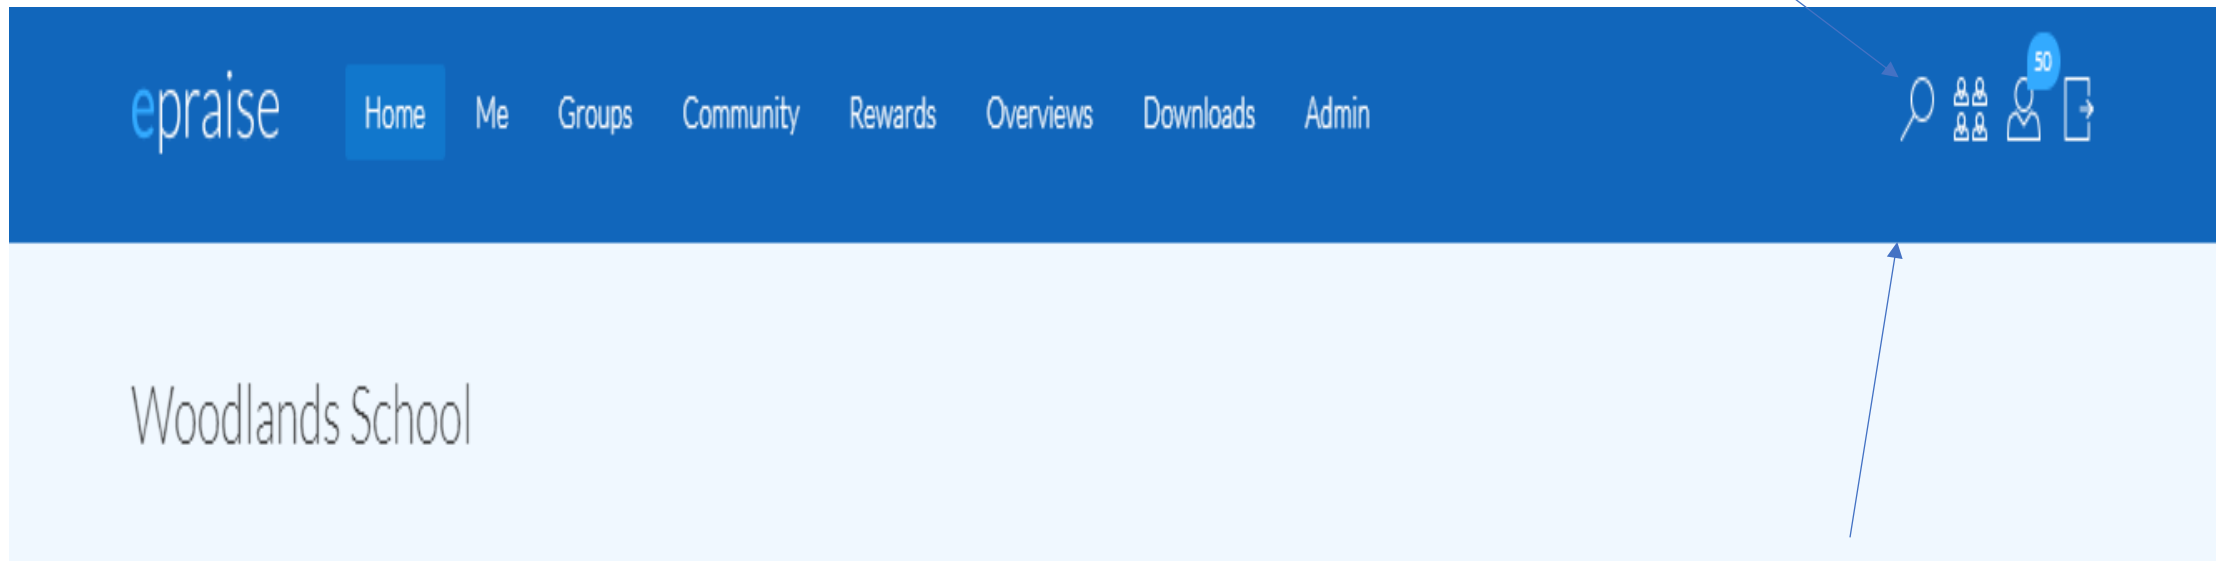 epraise Home Me Groups Community Rewards Overviews Downloads Admin 50
Woodlands School